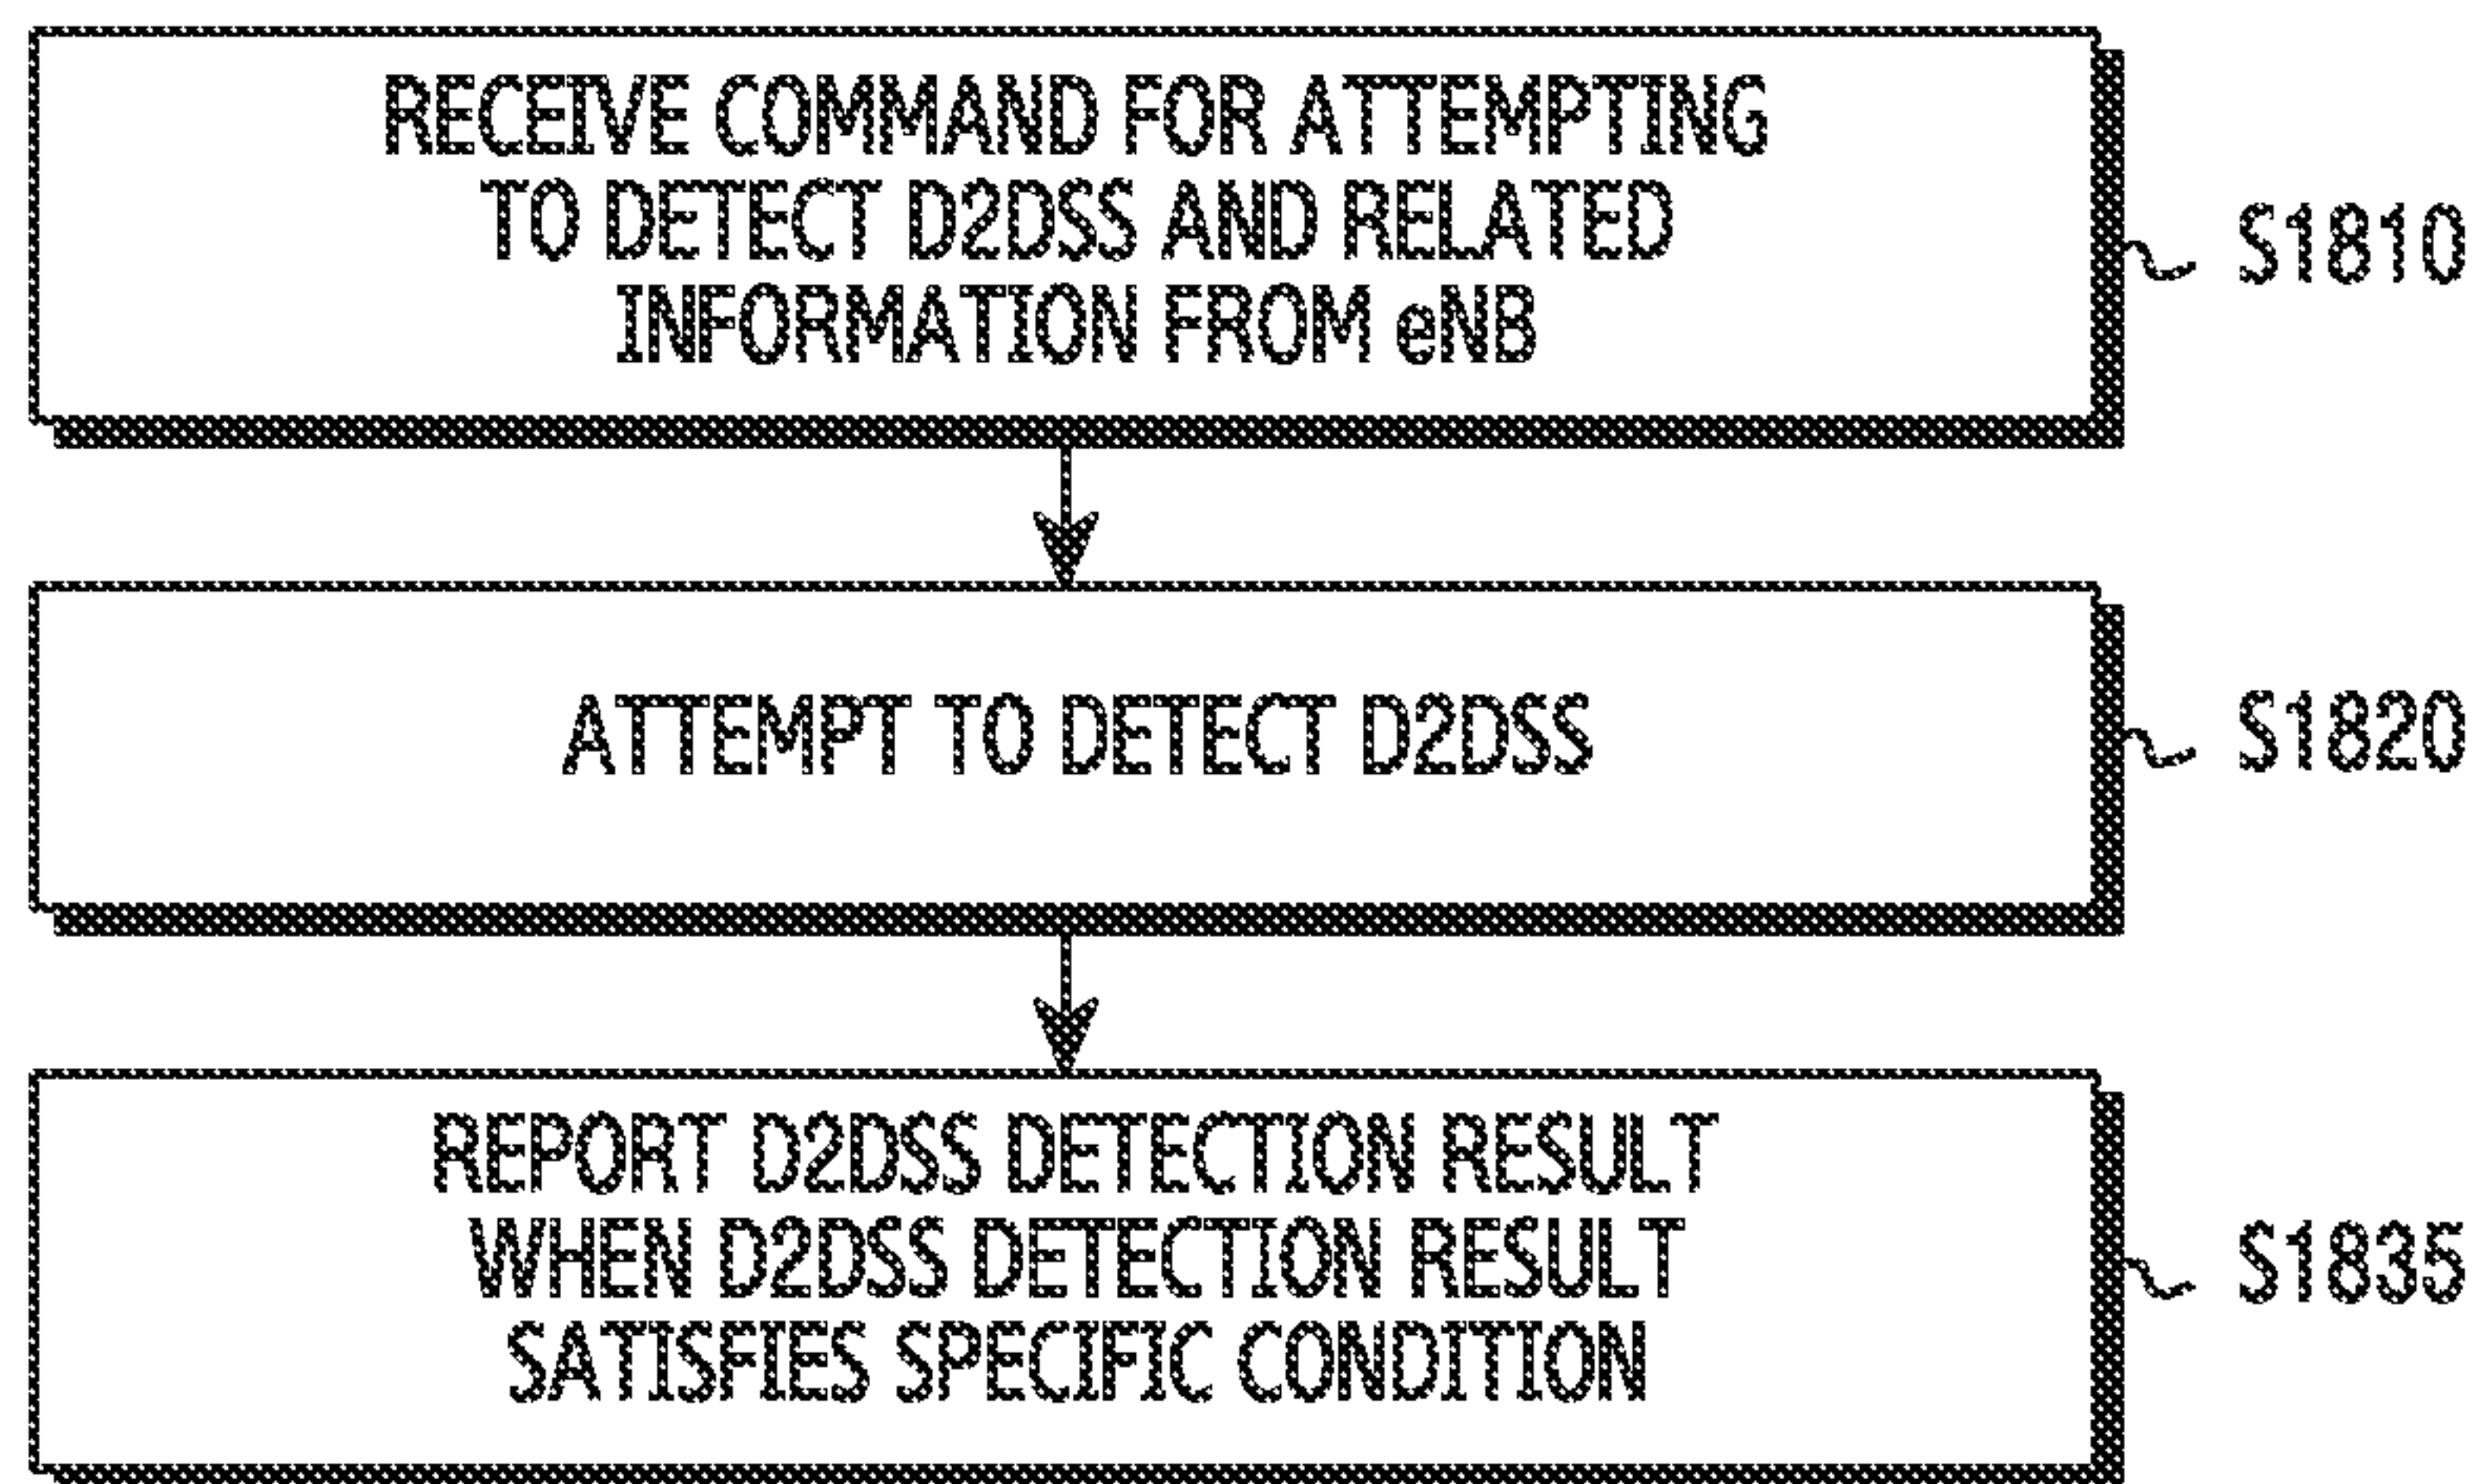 RECEIVE COMMAND FOR ATTEMPTING
TO DETECT D2DSS AND RELATED
INFORMATION FROM eNB
S1810
ATTEMPT TO DETECT D2DSS
S1820
REPORT D2DSS DETECTION RESULT
WHEN D2DSS DETECTION RESULT
SATISFIES SPECIFIC CONDITION
S1835